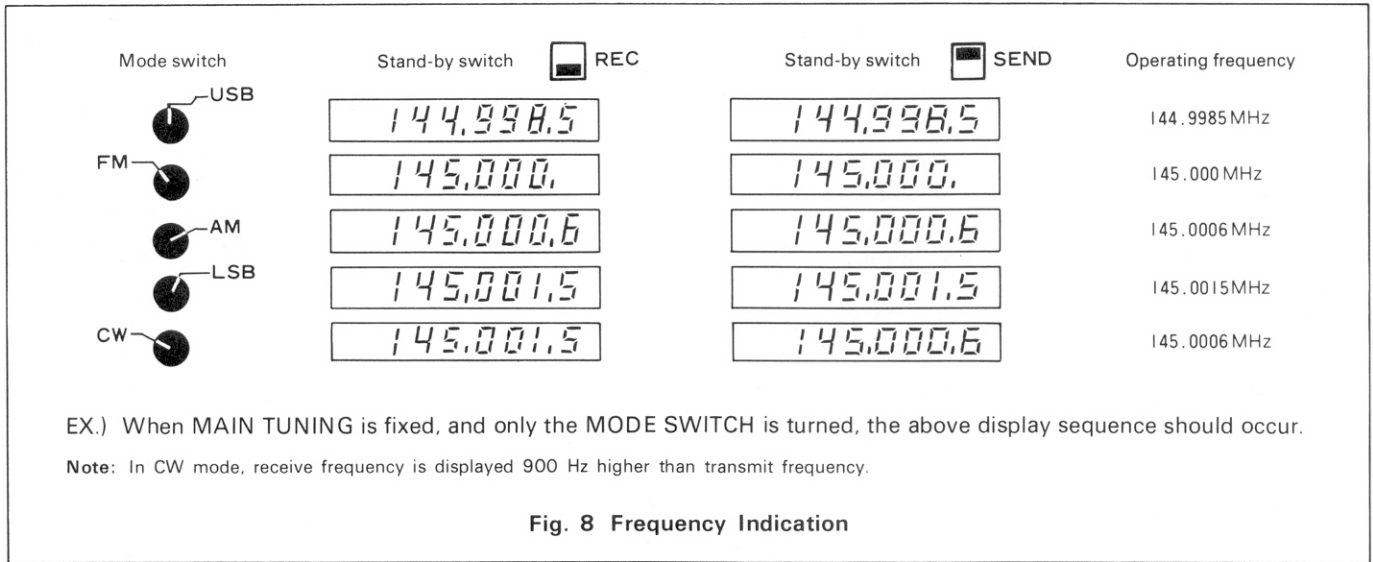 Mode switch Stand-by switch REC Stand-by switch SEND Operating frequency
USB 144.998.5 144.998.5 144.9985 MHz
FM 145.000. 145.000. 145.000 MHz
AM 145.000.6 145.000.6 145.0006 MHz
LSB 145.001.5 145.001.5 145.0015 MHz
CW 145.001.5 145.000.6 145.0006 MHz
EX.) When MAIN TUNING is fixed, and only the MODE SWITCH is turned, the above display sequence should occur.
Note: In CW mode, receive frequency is displayed 900 Hz higher than transmit frequency.
Fig. 8 Frequency Indication